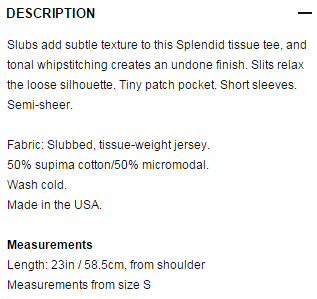 DESCRIPTION
Slubs add subtle texture to this Splendid tissue tee, and
tonal whipstitching creates an undone finish. Slits relax
the loose silhouette. Tiny patch pocket. Short sleeves.
Semi-sheer.
Fabric: Slubbed, tissue-weight jersey.
50% supima cotton/50% micromodal.
Wash cold.
Made in the USA.
Measurements
Length: 23in / 58.5cm, from shoulder
Measurements from size S